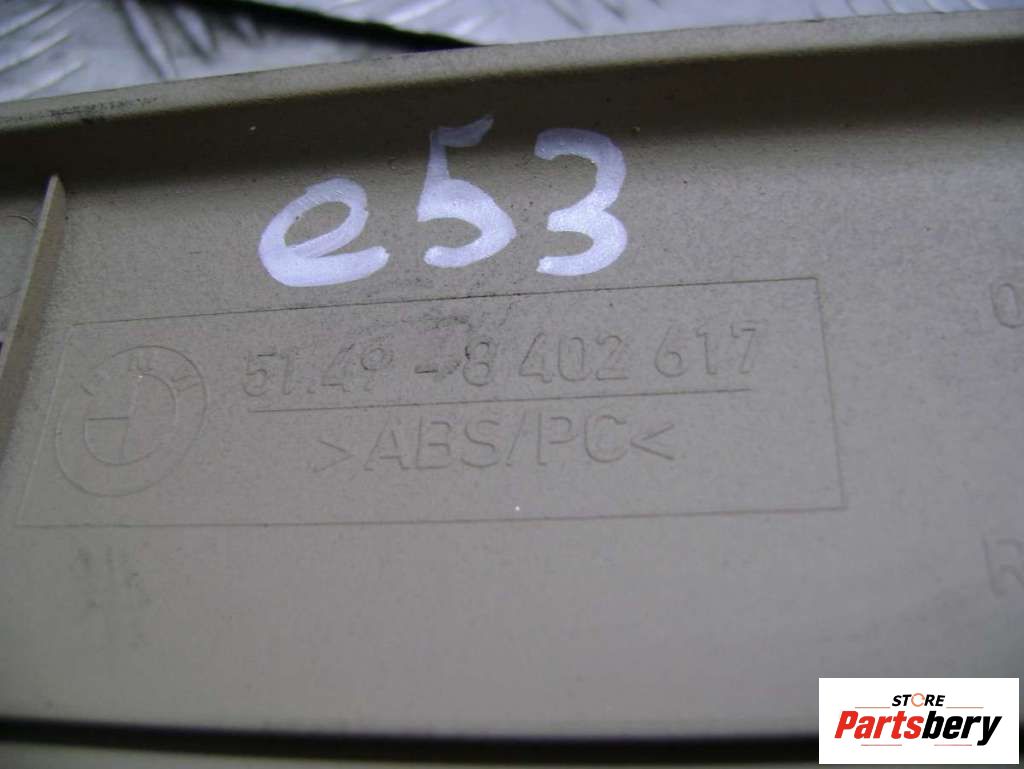 e53
51.49 - 8 402 617
>ABS/PC<
STORE
Partsbery